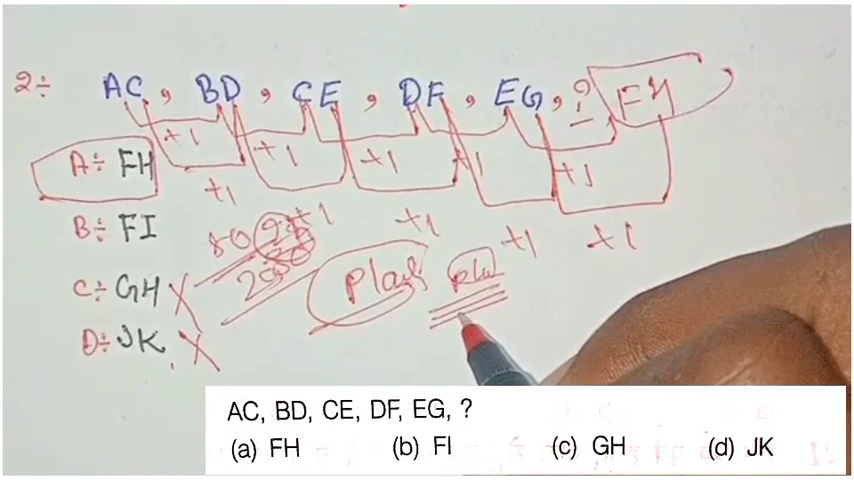 2÷ AC, BD, CE, DF, EG, ? FH
A÷ FH +1 +1 +1 +1 +1
+1 +1 +1 +1 +1
B÷ FI
C÷ GH X
D÷ JK X
AC, BD, CE, DF, EG, ?
(a) FH (b) FI (c) GH (d) JK